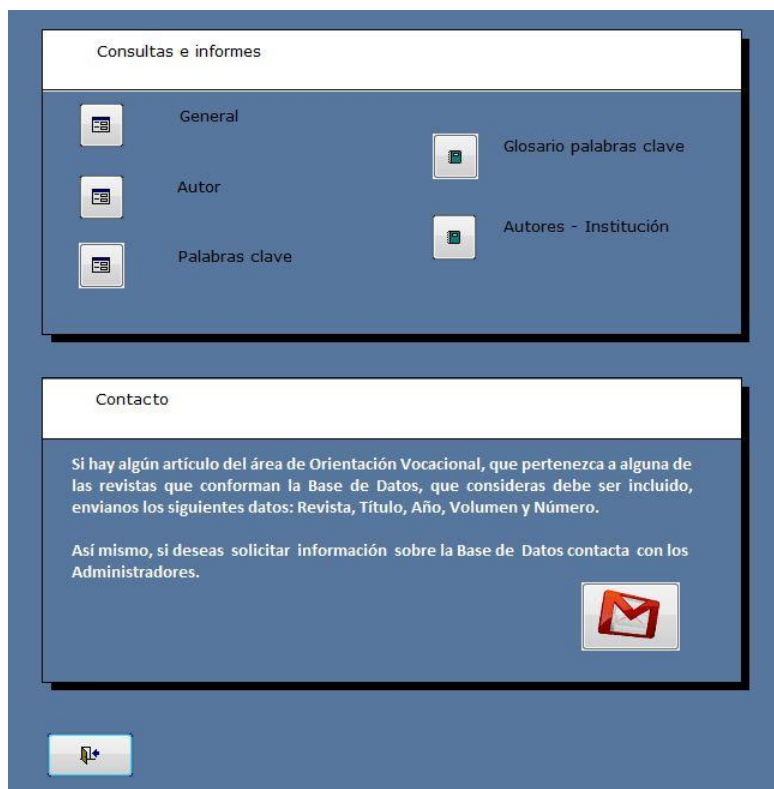 Consultas e informes
General
Autor
Palabras clave
Glosario palabras clave
Autores - Institución
Contacto
Si hay algún artículo del área de Orientación Vocacional, que pertenezca a alguna de
las revistas que conforman la Base de Datos, que consideras debe ser incluido,
envianos los siguientes datos: Revista, Título, Año, Volumen y Número.
Así mismo, si deseas solicitar información sobre la Base de Datos contacta con los
Administradores.